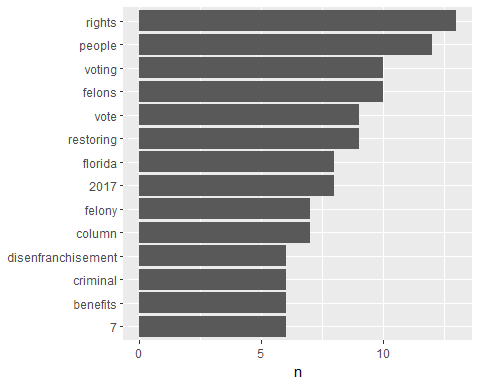 rights
people
voting
felons
vote
restoring
florida
2017
felony
column
disenfranchisement
criminal
benefits
7
0 5 10
n